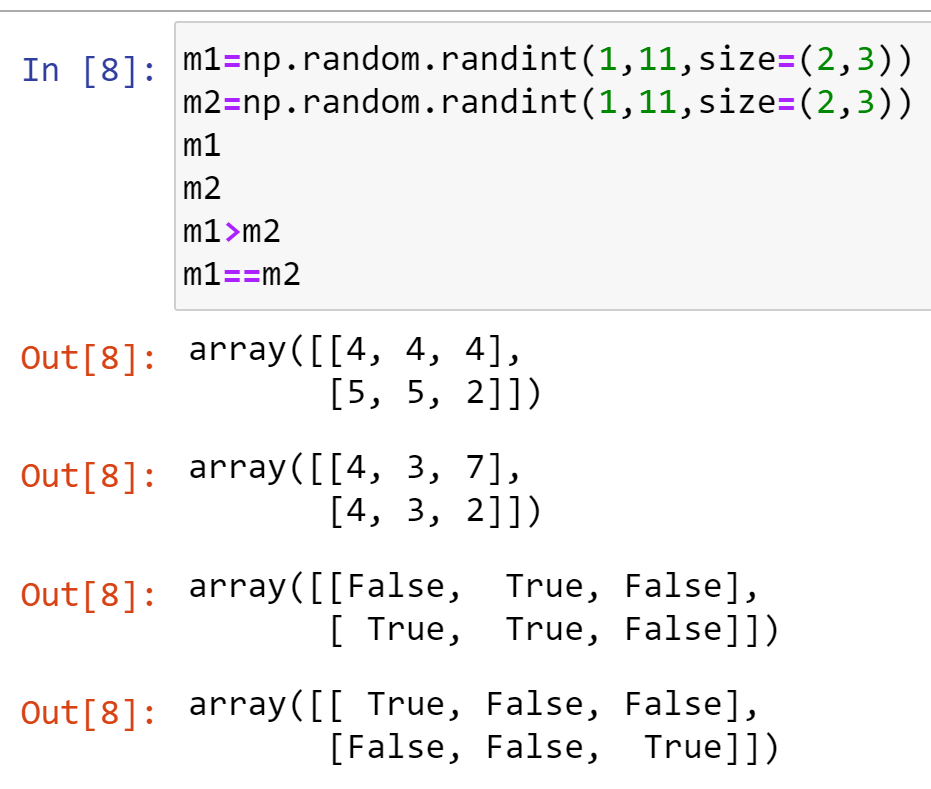 In [8]: m1=np.random.randint(1,11,size=(2,3))
m2=np.random.randint(1,11,size=(2,3))
m1
m2
m1>m2
m1==m2
Out[8]: array([[4, 4, 4],
       [5, 5, 2]])
Out[8]: array([[4, 3, 7],
       [4, 3, 2]])
Out[8]: array([[False,  True, False],
       [ True,  True, False]])
Out[8]: array([[ True, False, False],
       [False, False,  True]])